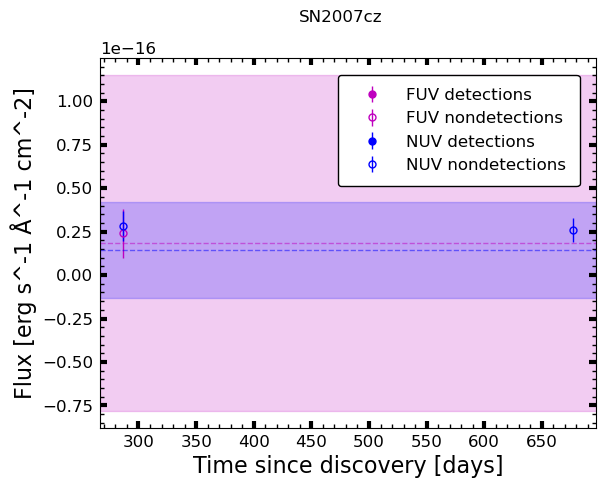 SN2007cz
1e−16
FUV detections
FUV nondetections
NUV detections
NUV nondetections
1.00
0.75
0.50
0.25
0.00
−0.25
−0.50
−0.75
Flux [erg s^-1 Å^-1 cm^-2]
300 350 400 450 500 550 600 650
Time since discovery [days]